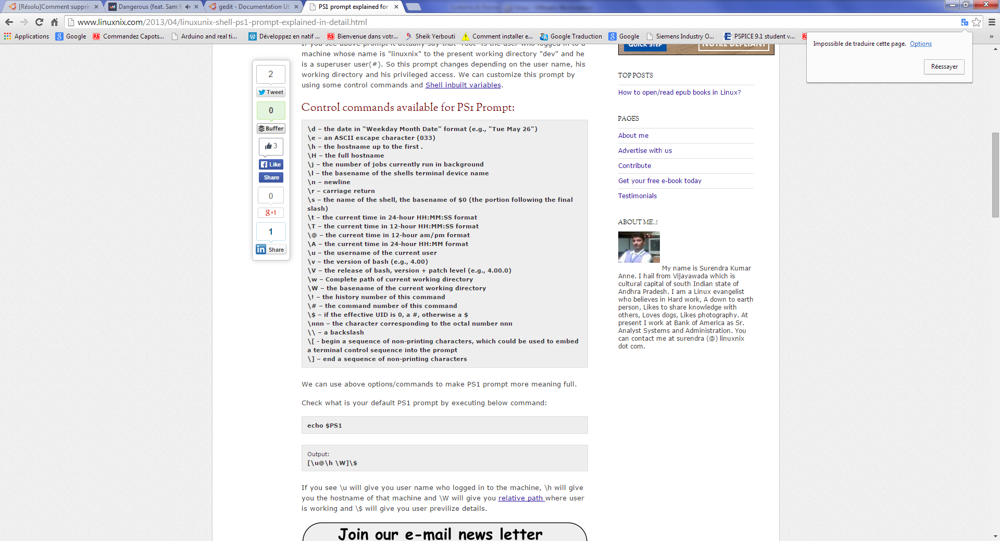 [Résolu]Comment supprim
Dangerous (feat. Sam M
gedit - Documentation Ub
PS1 prompt explained for
www.linuxnix.com/2013/04/linuxunix-shell-ps1-prompt-explained-in-detail.html
Applications
Google
Commandez Capots...
Arduino and real ti...
Développez en natif ...
Bienvenue dans votr...
Sheik Yerbouti
Comment installer e...
Google Traduction
Google
Siemens Industry O...
PSPICE 9.1 student v...
»
Impossible de traduire cette page. Options
Réessayer
2
Tweet
0
Buffer
3
Like
Share
0
g+1
1
in Share
If you see above prompt it actually say that "root" is the user who logged in to a
machine whose name is "linuxnix" to the present working directory "dev" and he
is a superuser user(#). So this prompt changes depending on the user name, his
working directory and his privileged access. We can customize this prompt by
using some control commands and Shell inbuilt variables.
Control commands available for PS1 Prompt:
\d – the date in "Weekday Month Date" format (e.g., "Tue May 26")
\e – an ASCII escape character (033)
\h – the hostname up to the first .
\H – the full hostname
\j – the number of jobs currently run in background
\l – the basename of the shells terminal device name
\n – newline
\r – carriage return
\s – the name of the shell, the basename of $0 (the portion following the final
slash)
\t – the current time in 24-hour HH:MM:SS format
\T – the current time in 12-hour HH:MM:SS format
\@ – the current time in 12-hour am/pm format
\A – the current time in 24-hour HH:MM format
\u – the username of the current user
\v – the version of bash (e.g., 4.00)
\V – the release of bash, version + patch level (e.g., 4.00.0)
\w – Complete path of current working directory
\W – the basename of the current working directory
\! – the history number of this command
\# – the command number of this command
\$ – if the effective UID is 0, a #, otherwise a $
\nnn – the character corresponding to the octal number nnn
\\ – a backslash
\[ - begin a sequence of non-printing characters, which could be used to embed
a terminal control sequence into the prompt
\] – end a sequence of non-printing characters
We can use above options/commands to make PS1 prompt more meaning full.
Check what is your default PS1 prompt by executing below command:
echo $PS1
Output:
[\u@\h \W]\$
If you see \u will give you user name who logged in to the machine, \h will give
you the hostname of that machine and \W will give you relative path where user
is working and \$ will give you user previlize details.
Join our e-mail news letter
QUICK STEP
NOTRE DÉPLIANT
TOP POSTS
How to open/read epub books in Linux?
PAGES
About me
Advertise with us
Contribute
Get your free e-book today
Testimonials
ABOUT ME..!
My name is Surendra Kumar
Anne. I hail from Vijayawada which is
cultural capital of south Indian state of
Andhra Pradesh. I am a Linux evangelist
who believes in Hard work, A down to earth
person, Likes to share knowledge with
others, Loves dogs, Likes photography. At
present I work at Bank of America as Sr.
Analyst Systems and Administration. You
can contact me at surendra (@) linuxnix
dot com.